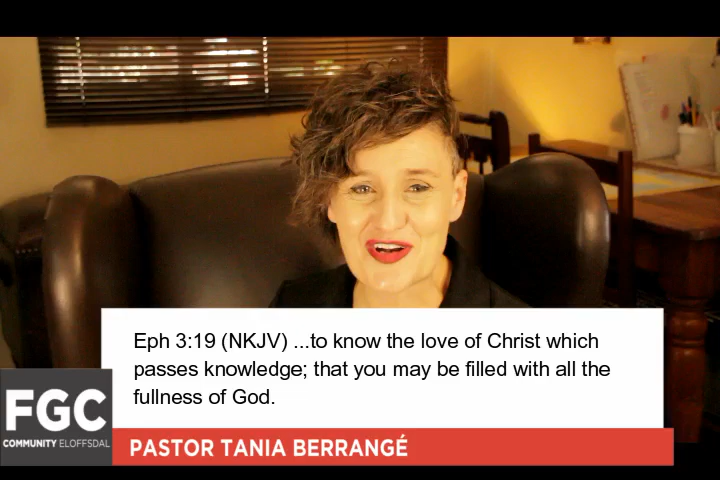 Eph 3:19 (NKJV) ...to know the love of Christ which
passes knowledge; that you may be filled with all the
fullness of God.
FGC
COMMUNITY ELOFFSDAL
PASTOR TANIA BERRANGÉ